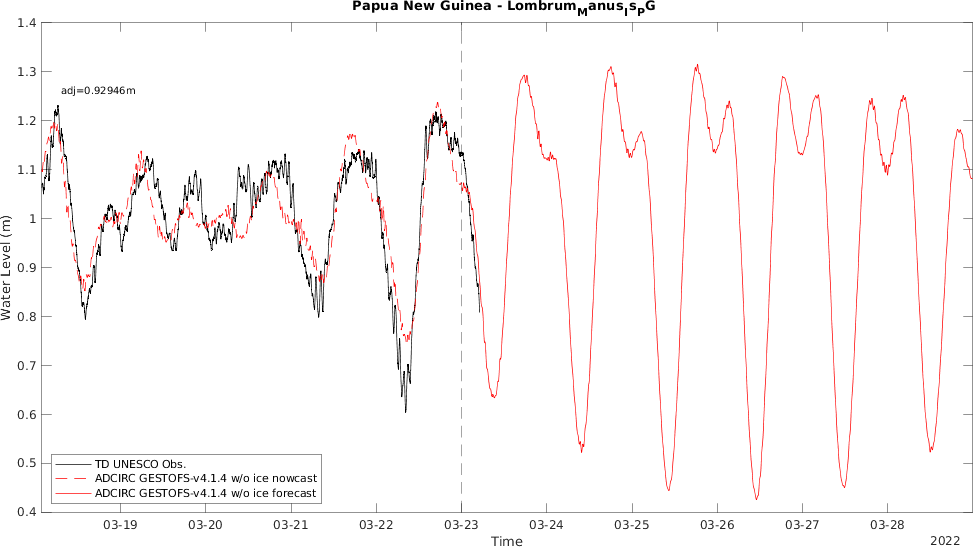 Papua New Guinea - Lombrum_Manus_Is_PG
adj=0.92946m
Water Level (m)
1.4
1.3
1.2
1.1
1
0.9
0.8
0.7
0.6
0.5
0.4
TD UNESCO Obs.
ADCIRC GESTOFS-v4.1.4 w/o ice nowcast
ADCIRC GESTOFS-v4.1.4 w/o ice forecast
03-19 03-20 03-21 03-22 03-23 03-24 03-25 03-26 03-27 03-28
Time
2022